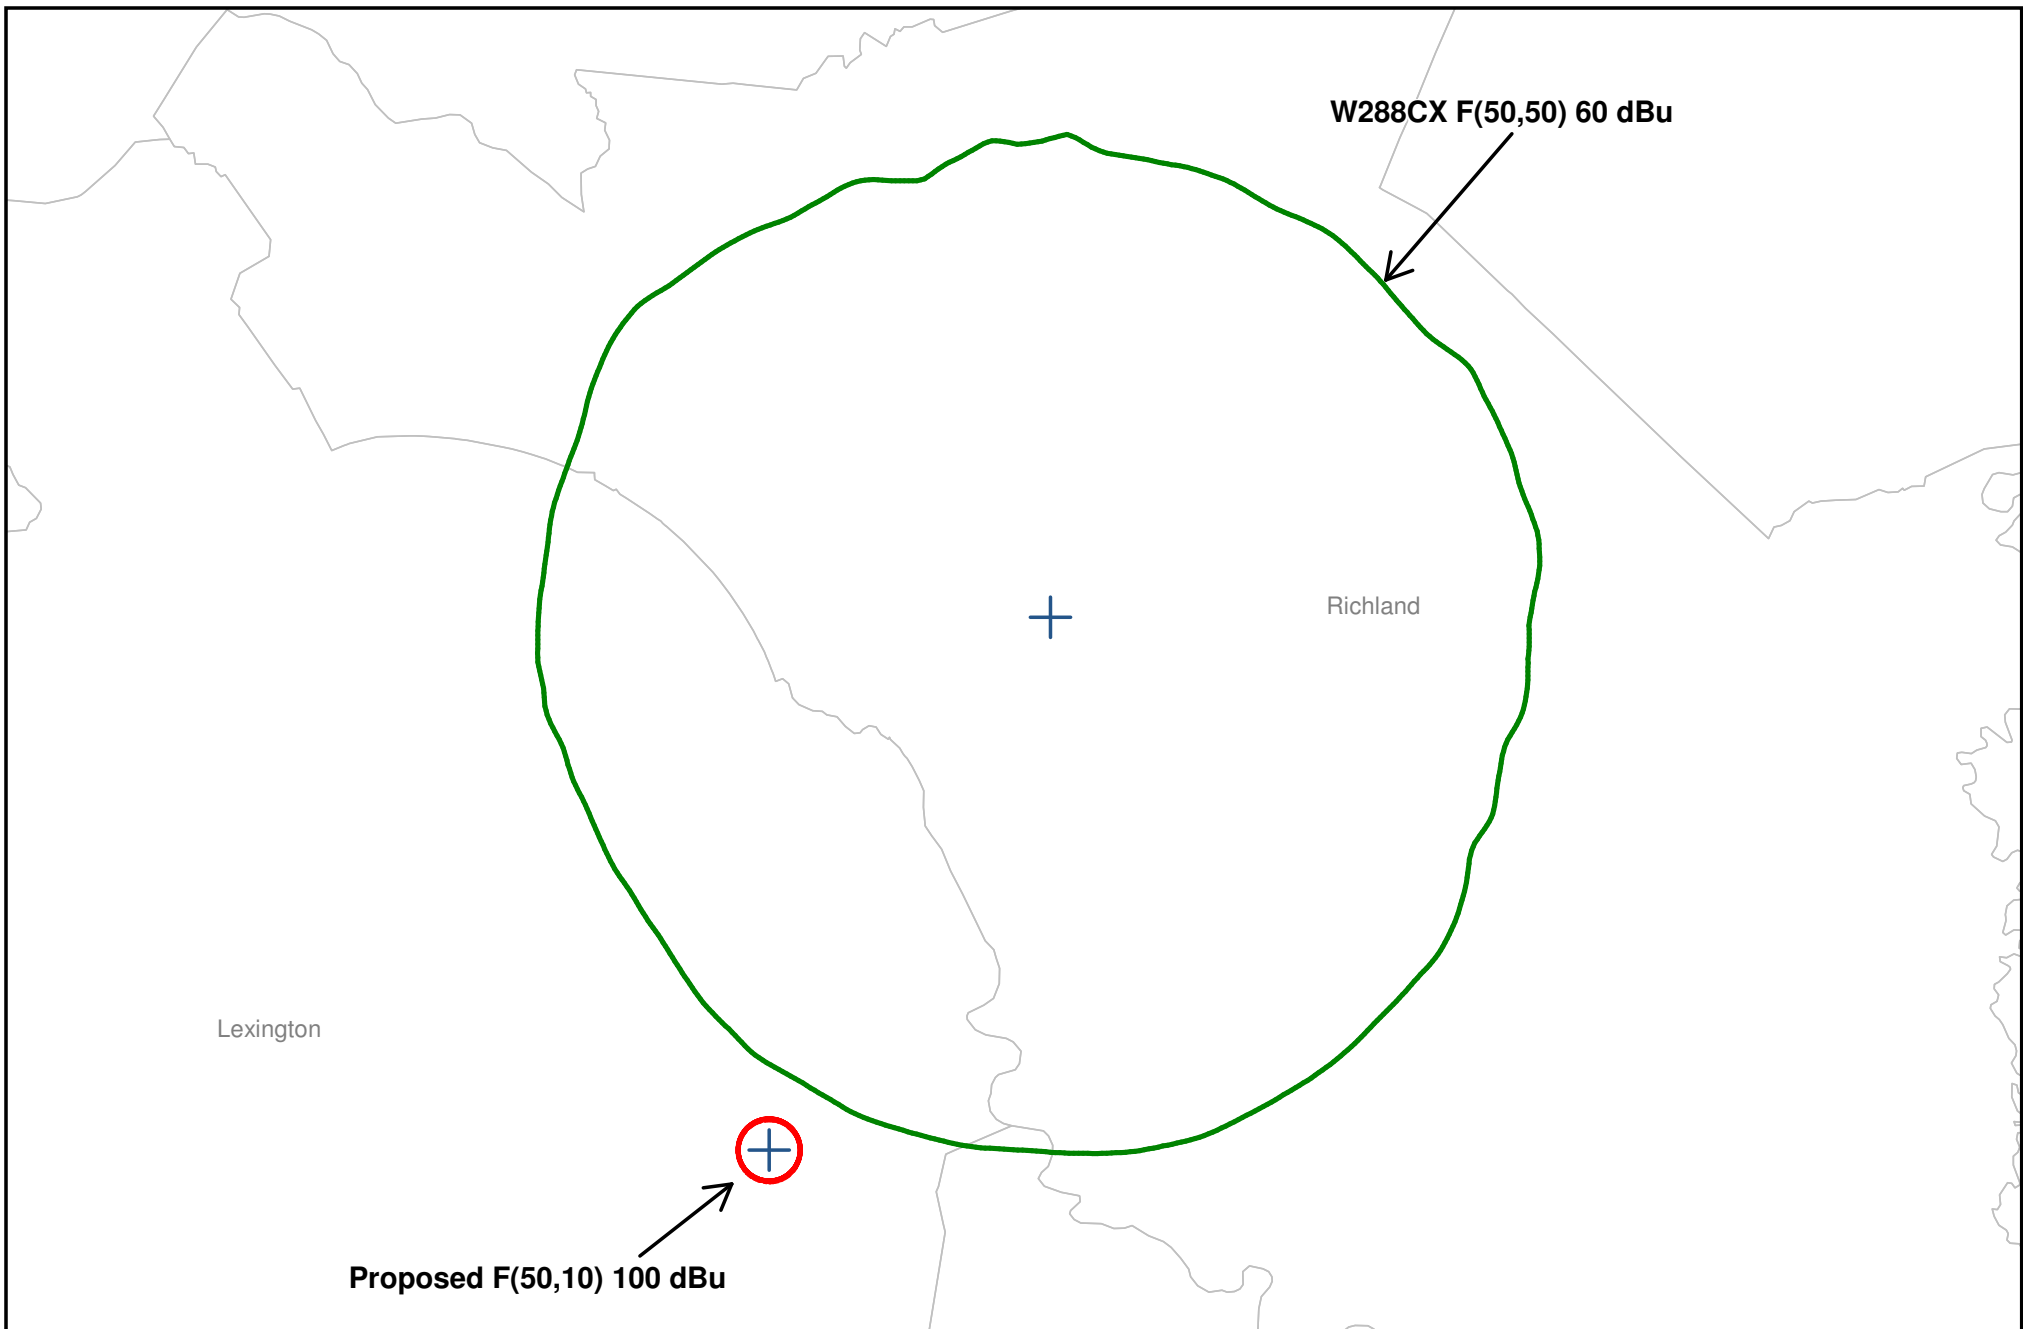 W288CX F(50,50) 60 dBu
Richland
Lexington
Proposed F(50,10) 100 dBu